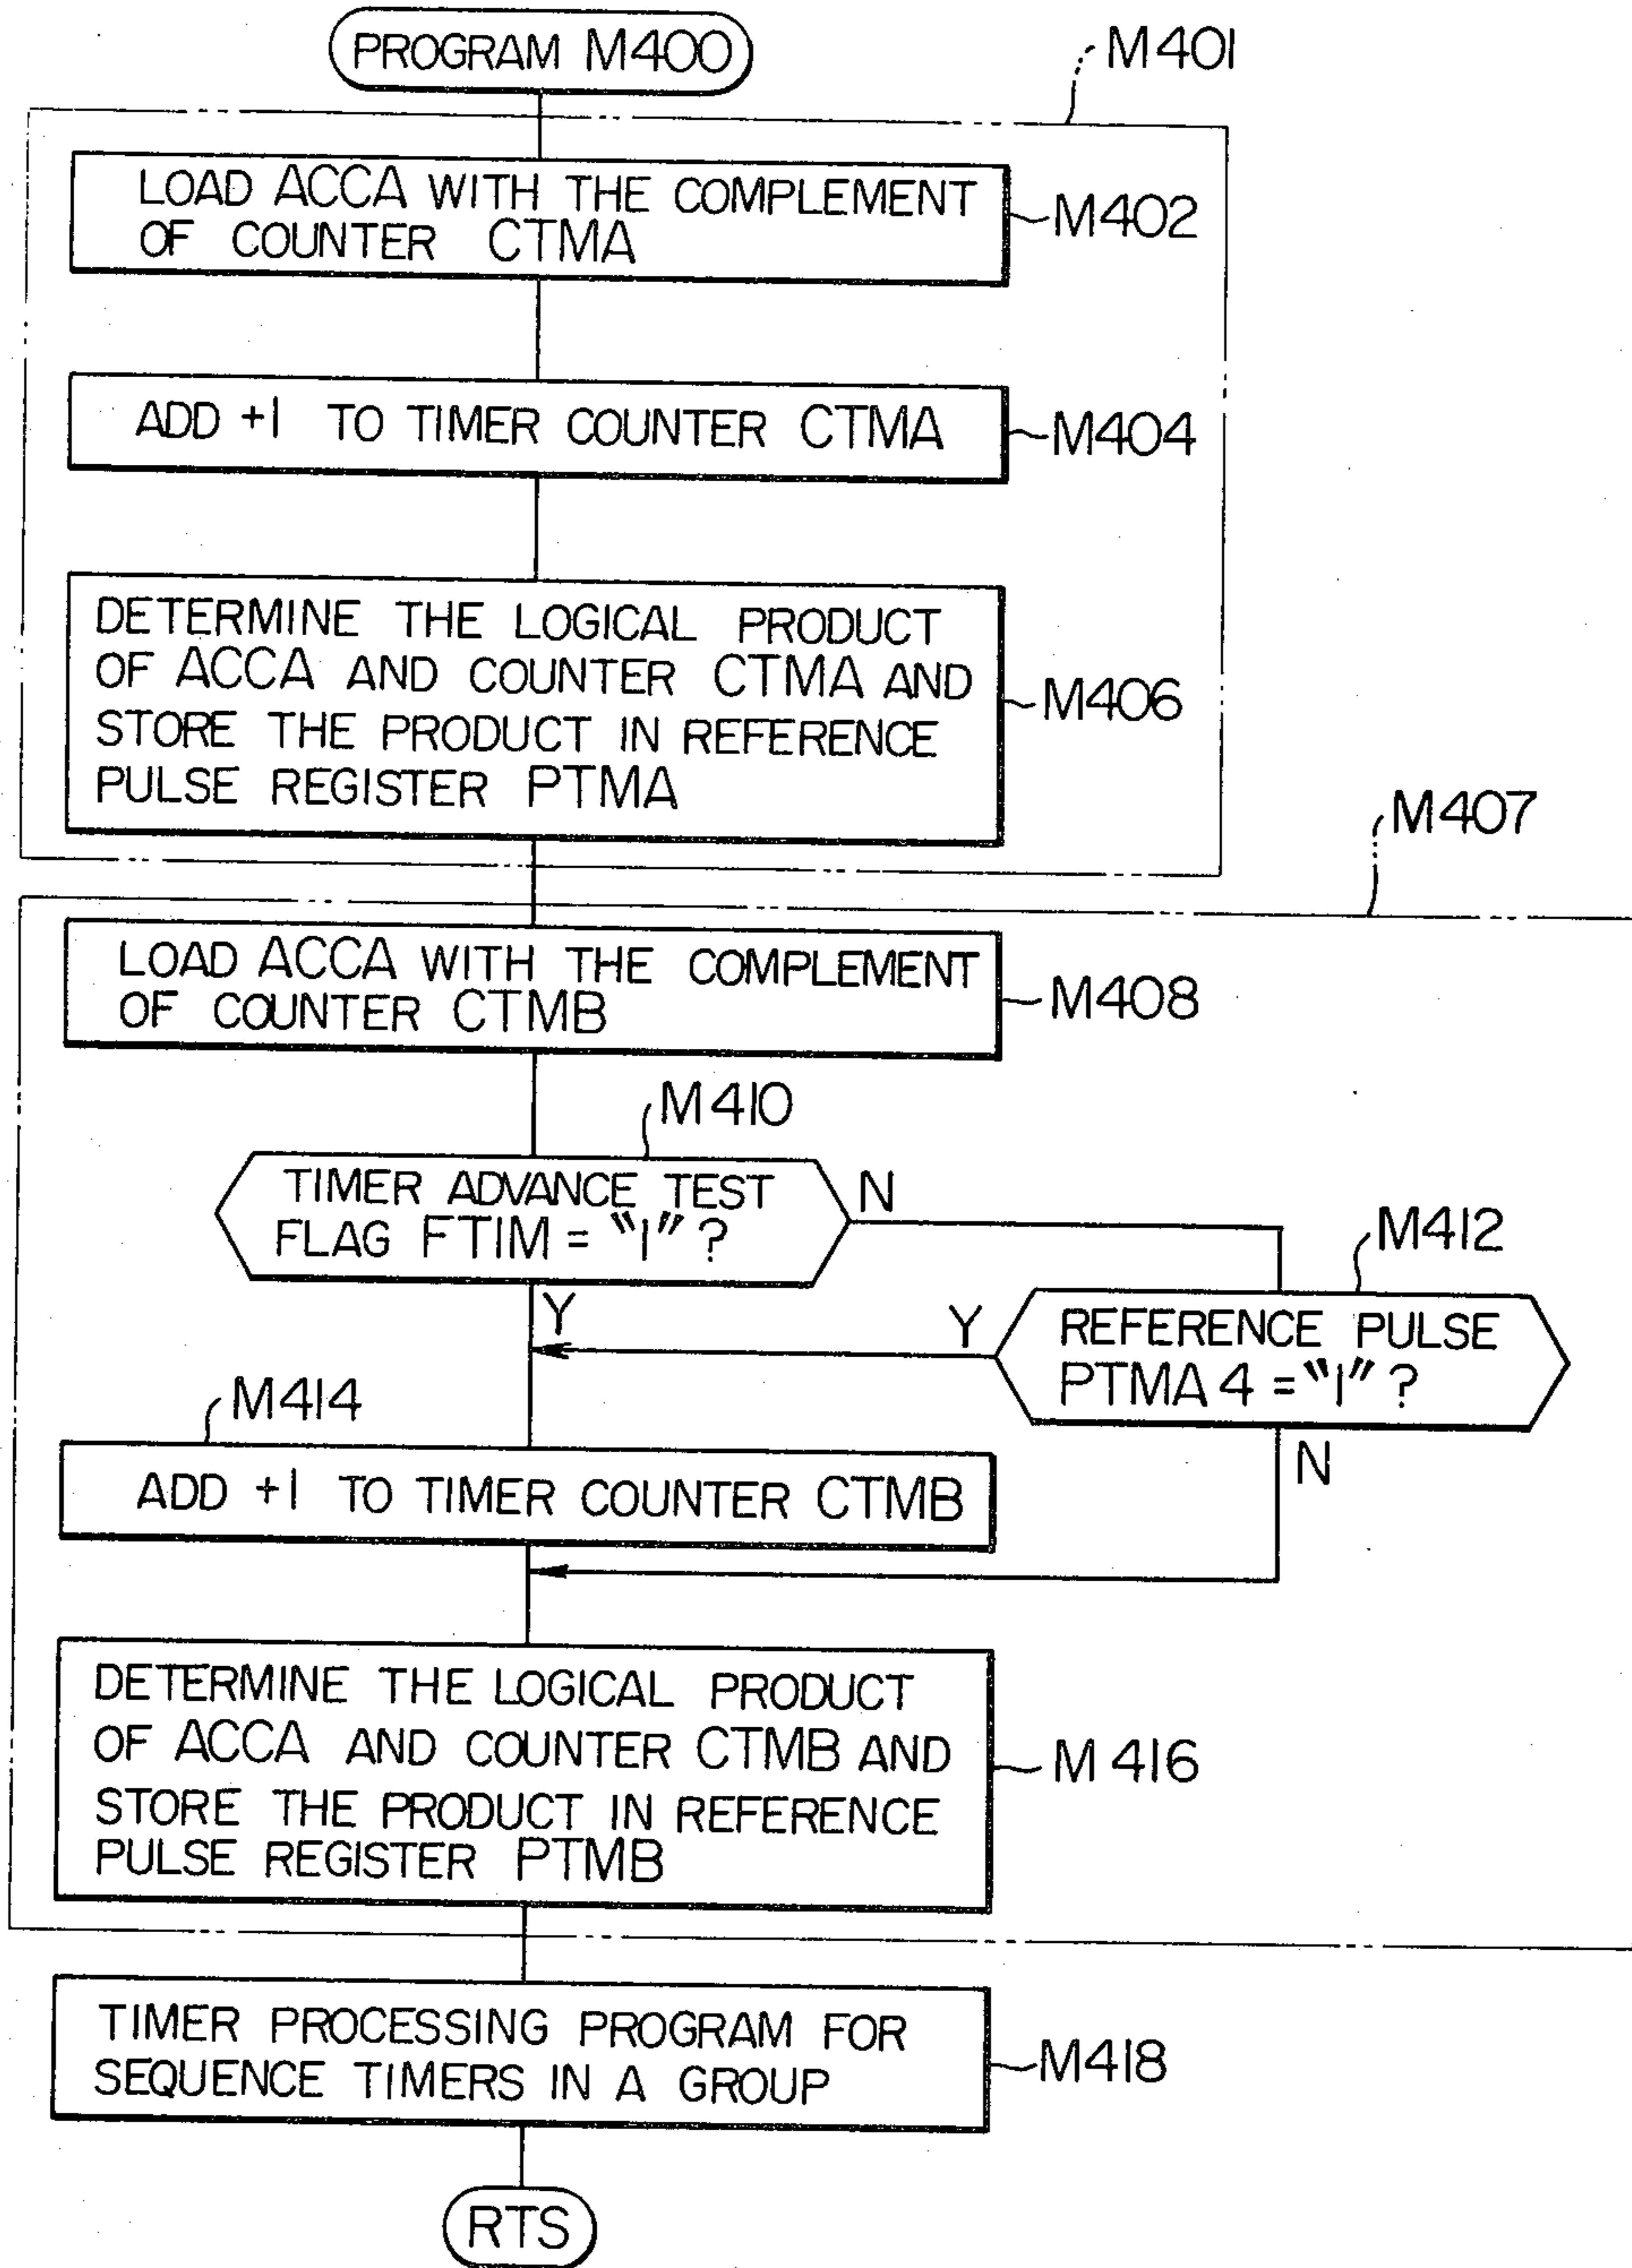 PROGRAM M400
M401
LOAD ACCA WITH THE COMPLEMENT
OF COUNTER CTMA
M402
ADD +1 TO TIMER COUNTER CTMA
M404
DETERMINE THE LOGICAL PRODUCT
OF ACCA AND COUNTER CTMA AND
STORE THE PRODUCT IN REFERENCE
PULSE REGISTER PTMA
M406
M407
LOAD ACCA WITH THE COMPLEMENT
OF COUNTER CTMB
M408
M410
TIMER ADVANCE TEST
FLAG FTIM = "1" ?
N
Y
M412
REFERENCE PULSE
PTMA 4 = "1" ?
Y
N
M414
ADD +1 TO TIMER COUNTER CTMB
DETERMINE THE LOGICAL PRODUCT
OF ACCA AND COUNTER CTMB AND
STORE THE PRODUCT IN REFERENCE
PULSE REGISTER PTMB
M 416
TIMER PROCESSING PROGRAM FOR
SEQUENCE TIMERS IN A GROUP
M418
RTS